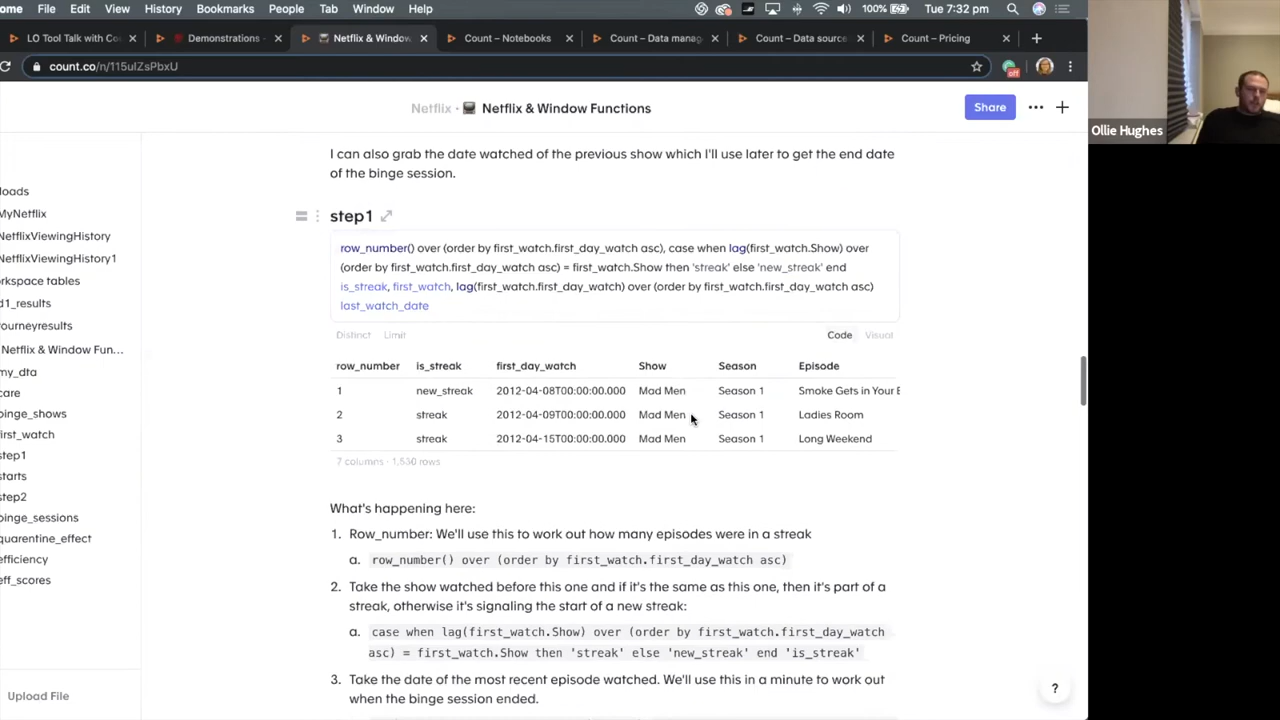 ome File Edit View History Bookmarks People Tab Window Help 100% Tue 7:32 pm
LO Tool Talk with Co Demonstrations - Netflix & Window Count – Notebooks Count – Data manag Count – Data source Count – Pricing
count.co/n/115uIZsPbxU off
Netflix · Netflix & Window Functions Share
Ollie Hughes
loads
MyNetflix
NetflixViewingHistory
NetflixViewingHistory1
rkspace tables
d1_results
ourneyresults
Netflix & Window Fun...
my_dta
care
binge_shows
first_watch
step1
starts
step2
binge_sessions
quarantine_effect
efficiency
eff_scores
Upload File
I can also grab the date watched of the previous show which I'll use later to get the end date
of the binge session.
step1
row_number() over (order by first_watch.first_day_watch asc), case when lag(first_watch.Show) over
(order by first_watch.first_day_watch asc) = first_watch.Show then 'streak' else 'new_streak' end
is_streak, first_watch, lag(first_watch.first_day_watch) over (order by first_watch.first_day_watch asc)
last_watch_date
Distinct Limit Code Visual
row_number is_streak first_day_watch Show Season Episode
1 new_streak 2012-04-08T00:00:00.000 Mad Men Season 1 Smoke Gets in Your E
2 streak 2012-04-09T00:00:00.000 Mad Men Season 1 Ladies Room
3 streak 2012-04-15T00:00:00.000 Mad Men Season 1 Long Weekend
7 columns · 1,530 rows
What's happening here:
1. Row_number: We'll use this to work out how many episodes were in a streak
a. row_number() over (order by first_watch.first_day_watch asc)
2. Take the show watched before this one and if it's the same as this one, then it's part of a
streak, otherwise it's signaling the start of a new streak:
a. case when lag(first_watch.Show) over (order by first_watch.first_day_watch
asc) = first_watch.Show then 'streak' else 'new_streak' end 'is_streak'
3. Take the date of the most recent episode watched. We'll use this in a minute to work out
when the binge session ended.
?